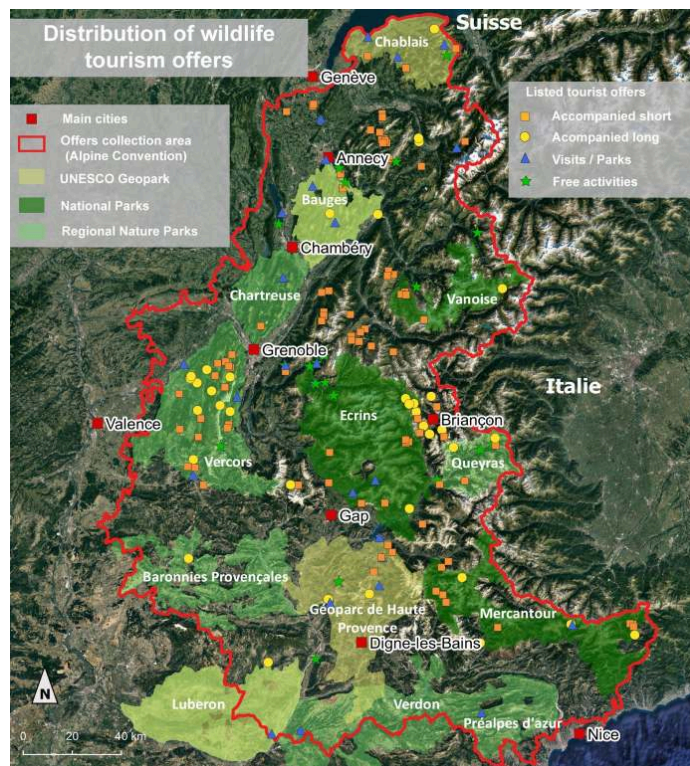 Distribution of wildlife
tourism offers
Suisse
Chablais
Genève
Main cities
Offers collection area
(Alpine Convention)
UNESCO Geopark
National Parks
Regional Nature Parks
Listed tourist offers
Accompanied short
Acompanied long
Visits / Parks
Free activities
Annecy
Bauges
Chambéry
Chartreuse
Vanoise
Grenoble
Italie
Ecrins
Valence
Briançon
Vercors
Queyras
Gap
Baronnies Provençales
Géoparc de Haute
Provence
Mercantour
Digne-les-Bains
Luberon
Verdon
Préalpes d'azur
Nice
N
0 20 40 km